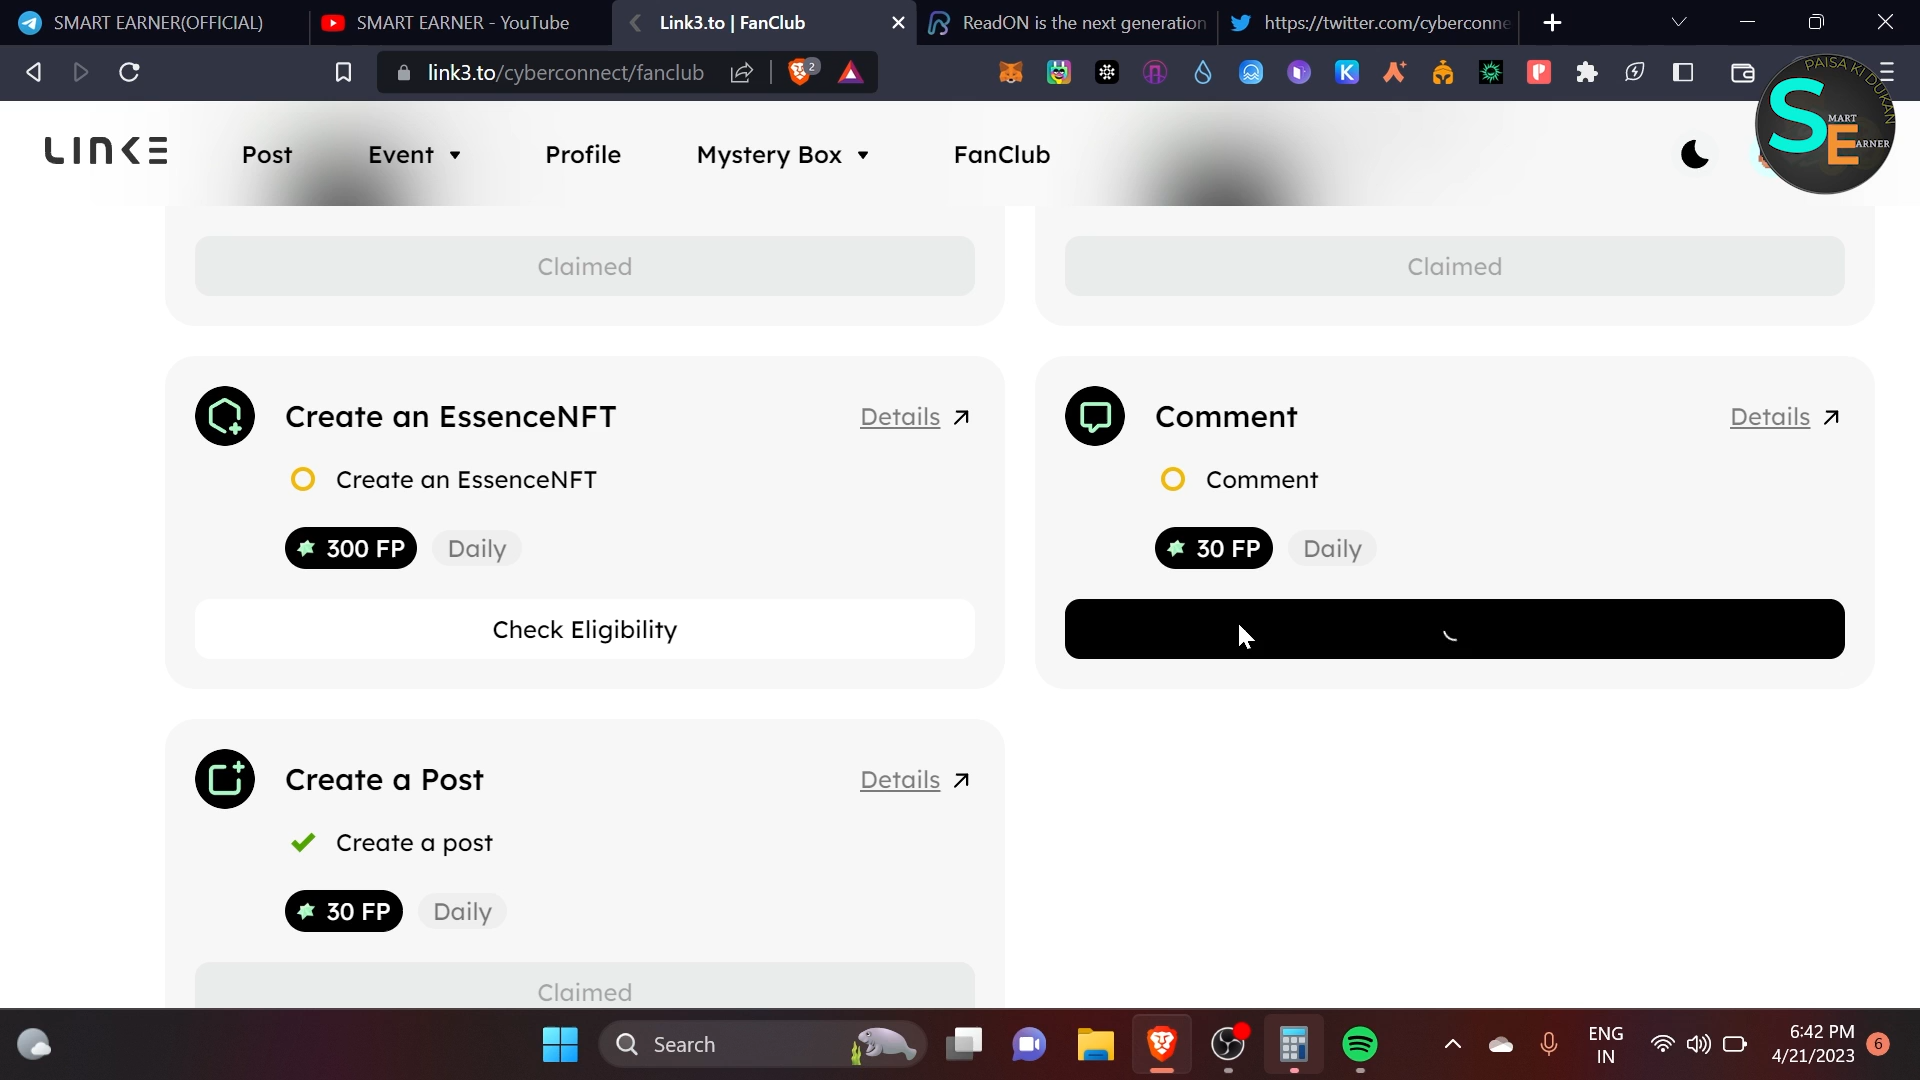 SMART EARNER(OFFICIAL)
SMART EARNER - YouTube
Link3.to | FanClub
ReadON is the next generation
https://twitter.com/cyberconne
link3.to/cyberconnect/fanclub
2
PAISA KI DUKAN
SMART
EARNER
LINK3
Post
Event
Profile
Mystery Box
FanClub
Claimed
Claimed
Create an EssenceNFT
Details
Create an EssenceNFT
300 FP
Daily
Check Eligibility
Comment
Details
Comment
30 FP
Daily
Create a Post
Details
Create a post
30 FP
Daily
Claimed
Search
ENG
IN
6:42 PM
4/21/2023
6